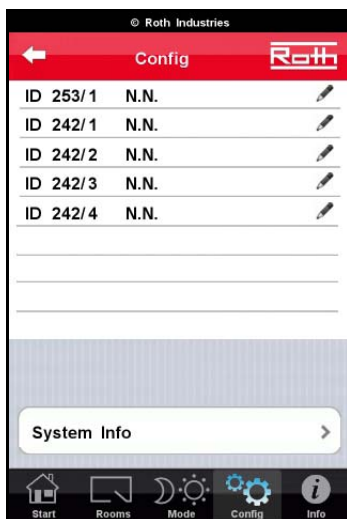 © Roth Industries
Config Roth
ID 253/1 N.N.
ID 242/1 N.N.
ID 242/2 N.N.
ID 242/3 N.N.
ID 242/4 N.N.
System Info
Start Rooms Mode Config Info